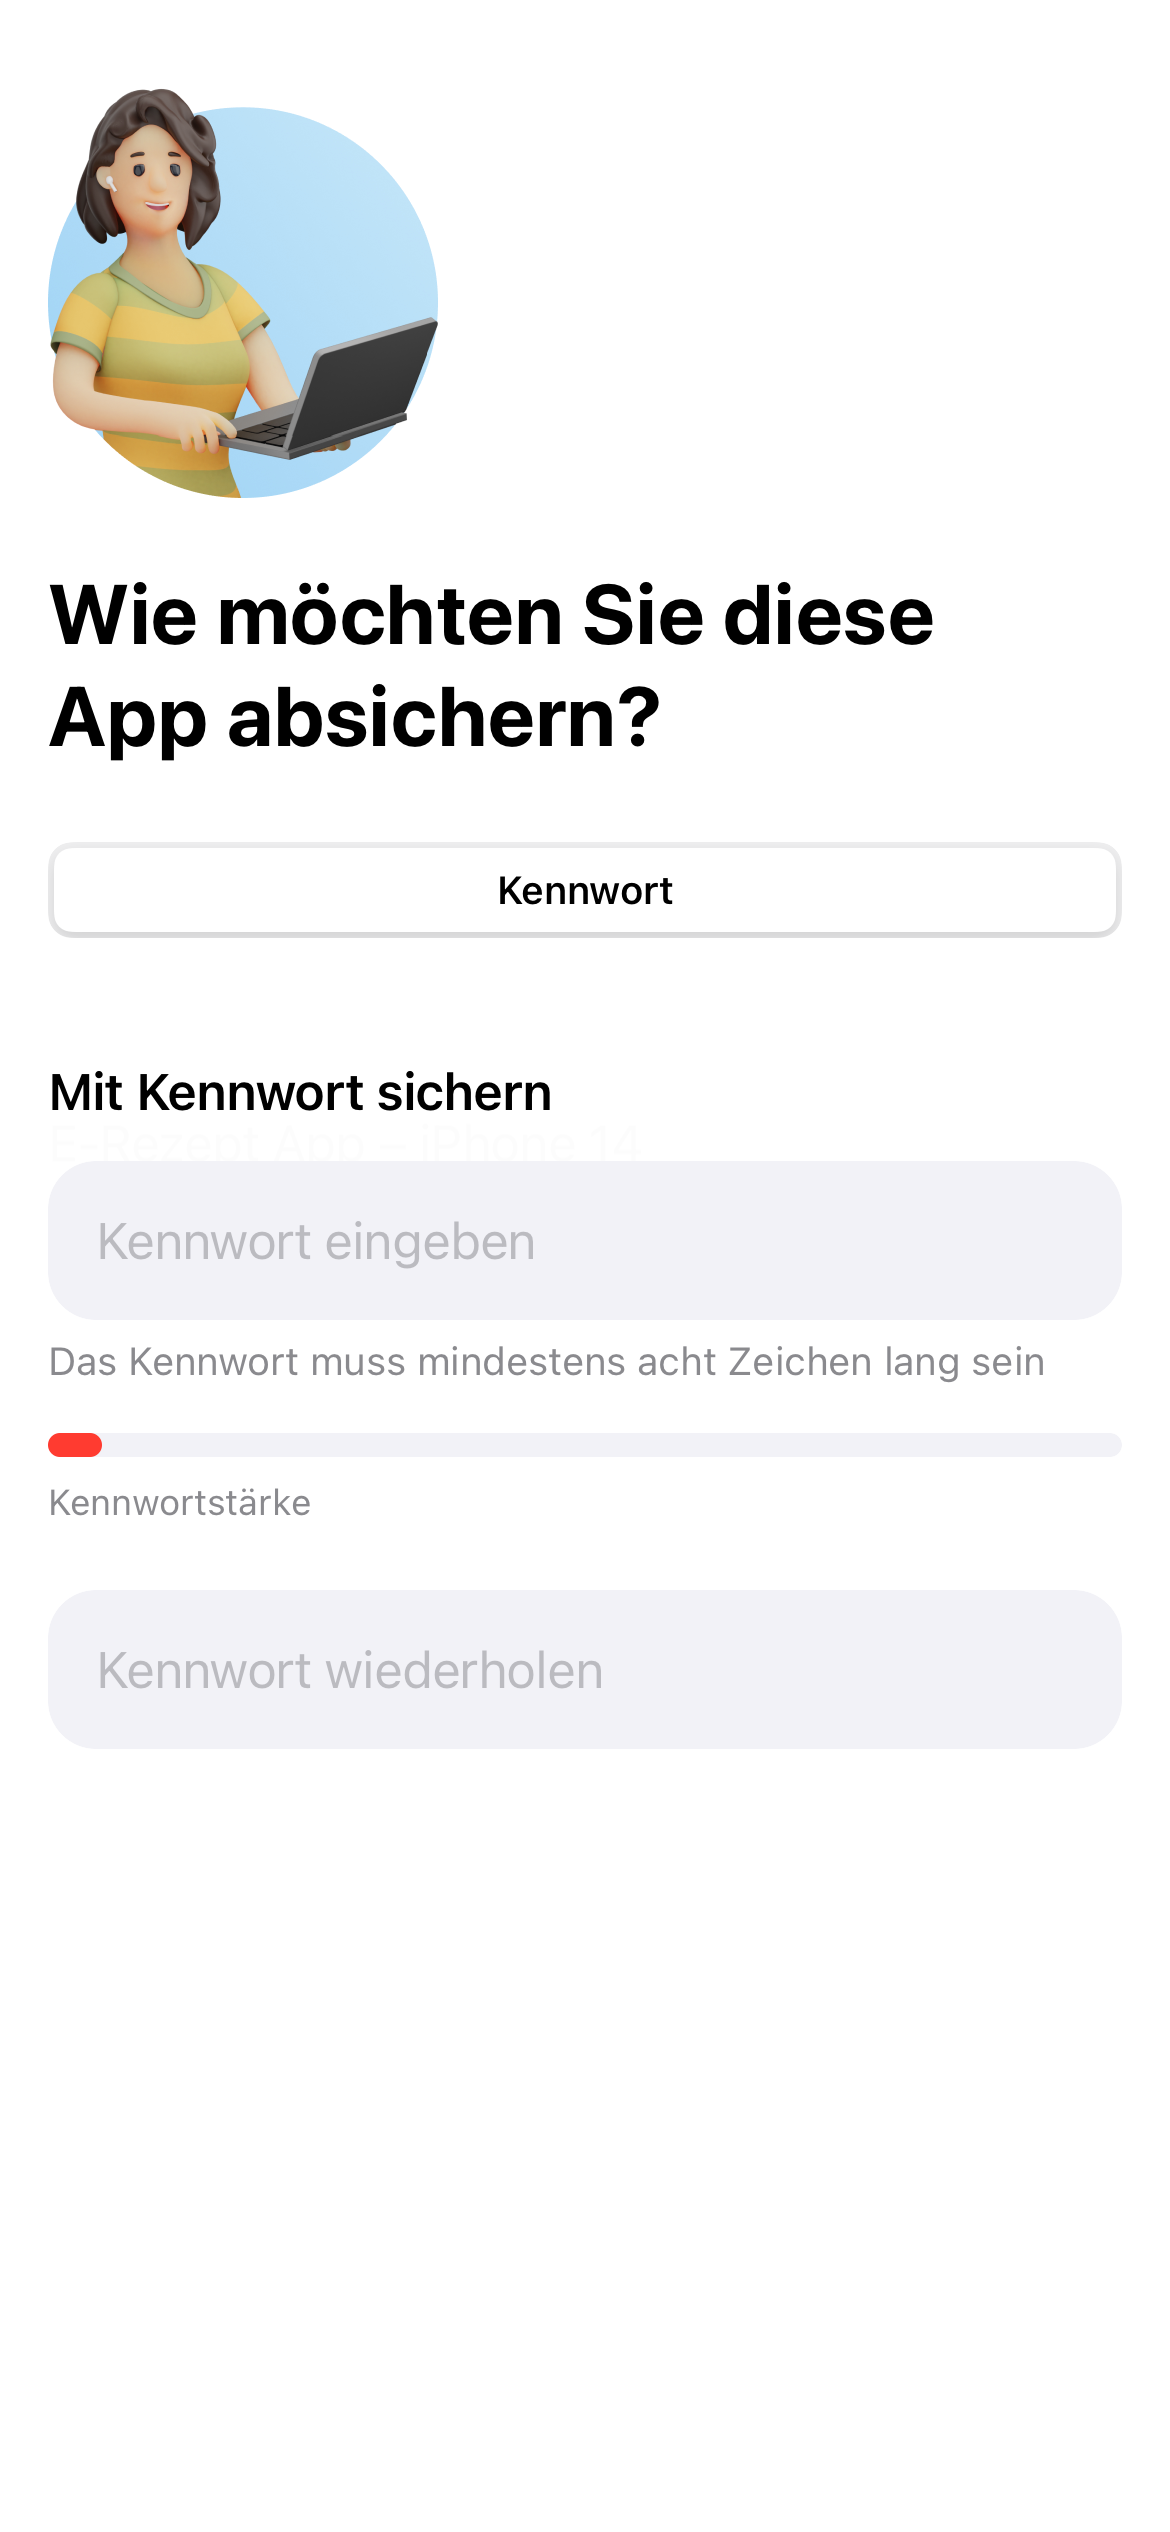 Wie möchten Sie diese
App absichern?
Kennwort
Mit Kennwort sichern
E-Rezept App – iPhone 14
Kennwort eingeben
Das Kennwort muss mindestens acht Zeichen lang sein
Kennwortstärke
Kennwort wiederholen